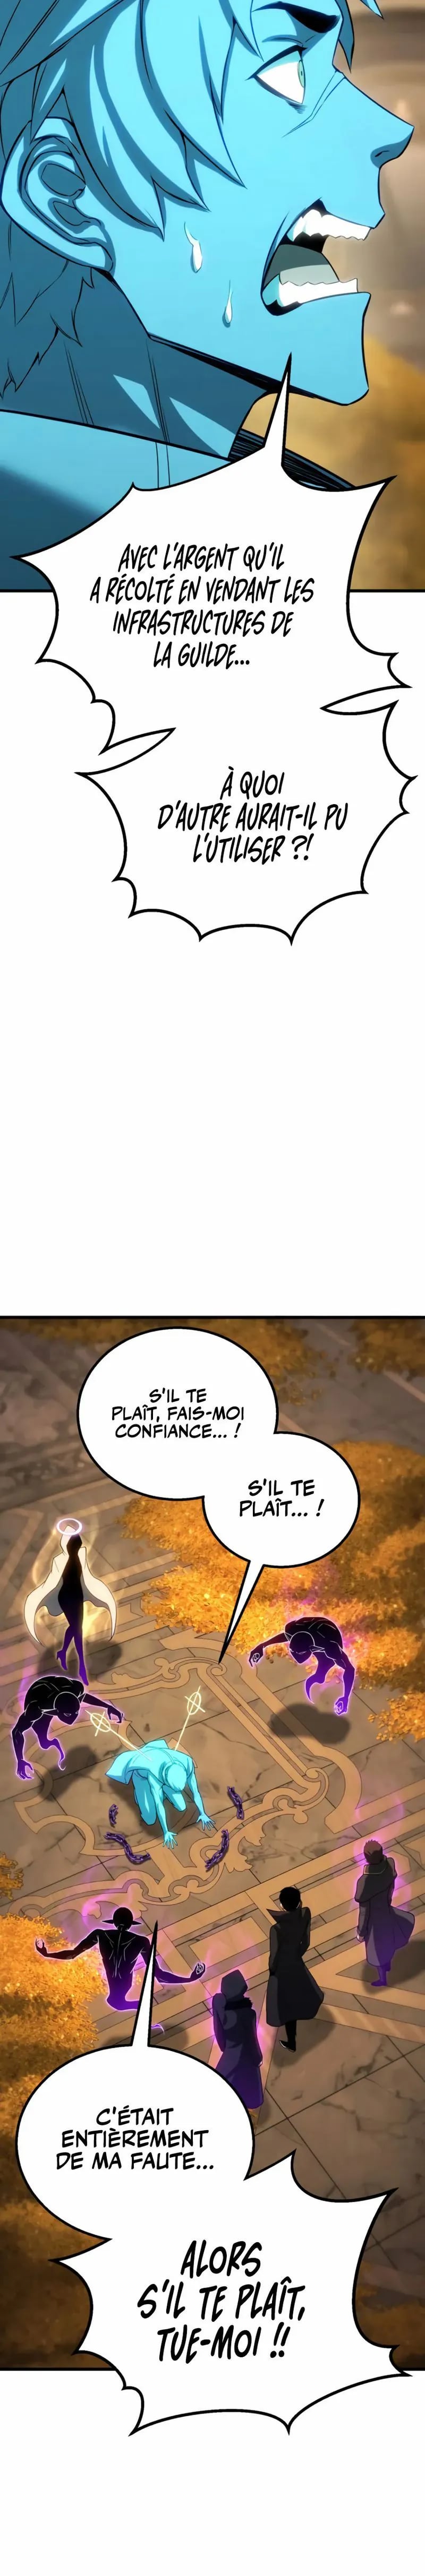 AVEC L'ARGENT QU'IL
A RÉCOLTÉ EN VENDANT LES
INFRASTRUCTURES DE
LA GUILDE...
À QUOI
D'AUTRE AURAIT-IL PU
L'UTILISER ?!
S'IL TE
PLAÎT, FAIS-MOI
CONFIANCE... !
S'IL TE
PLAÎT... !
C'ÉTAIT
ENTIÈREMENT
DE MA FAUTE...
ALORS
S'IL TE PLAÎT,
TUE-MOI !!